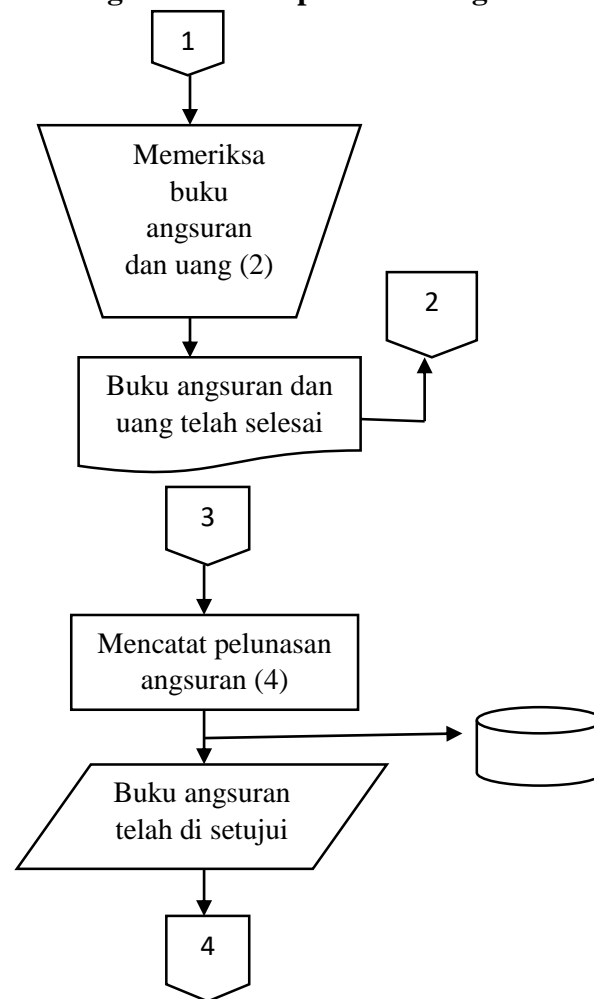 1
Memeriksa
buku
angsuran
dan uang (2)
2
Buku angsuran dan
uang telah selesai
3
Mencatat pelunasan
angsuran (4)
Buku angsuran
telah di setujui
4